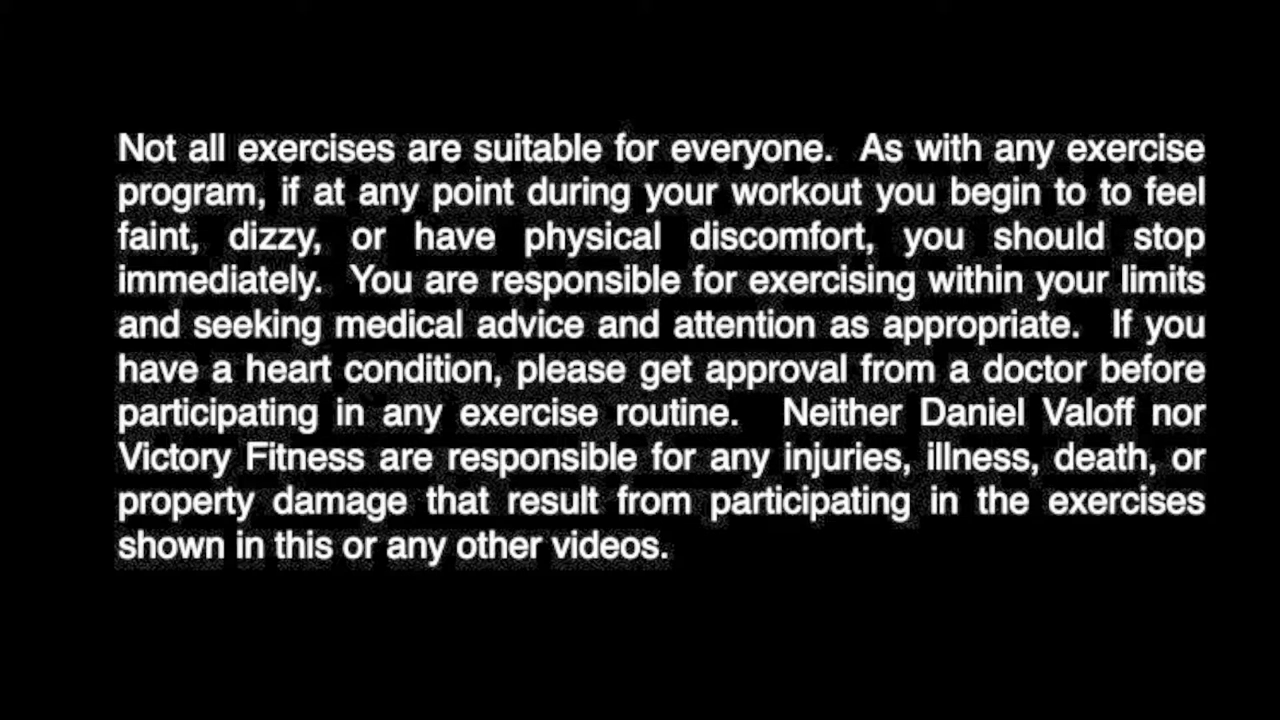 Not all exercises are suitable for everyone. As with any exercise
program, if at any point during your workout you begin to to feel
faint, dizzy, or have physical discomfort, you should stop
immediately. You are responsible for exercising within your limits
and seeking medical advice and attention as appropriate. If you
have a heart condition, please get approval from a doctor before
participating in any exercise routine. Neither Daniel Valoff nor
Victory Fitness are responsible for any injuries, illness, death, or
property damage that result from participating in the exercises
shown in this or any other videos.